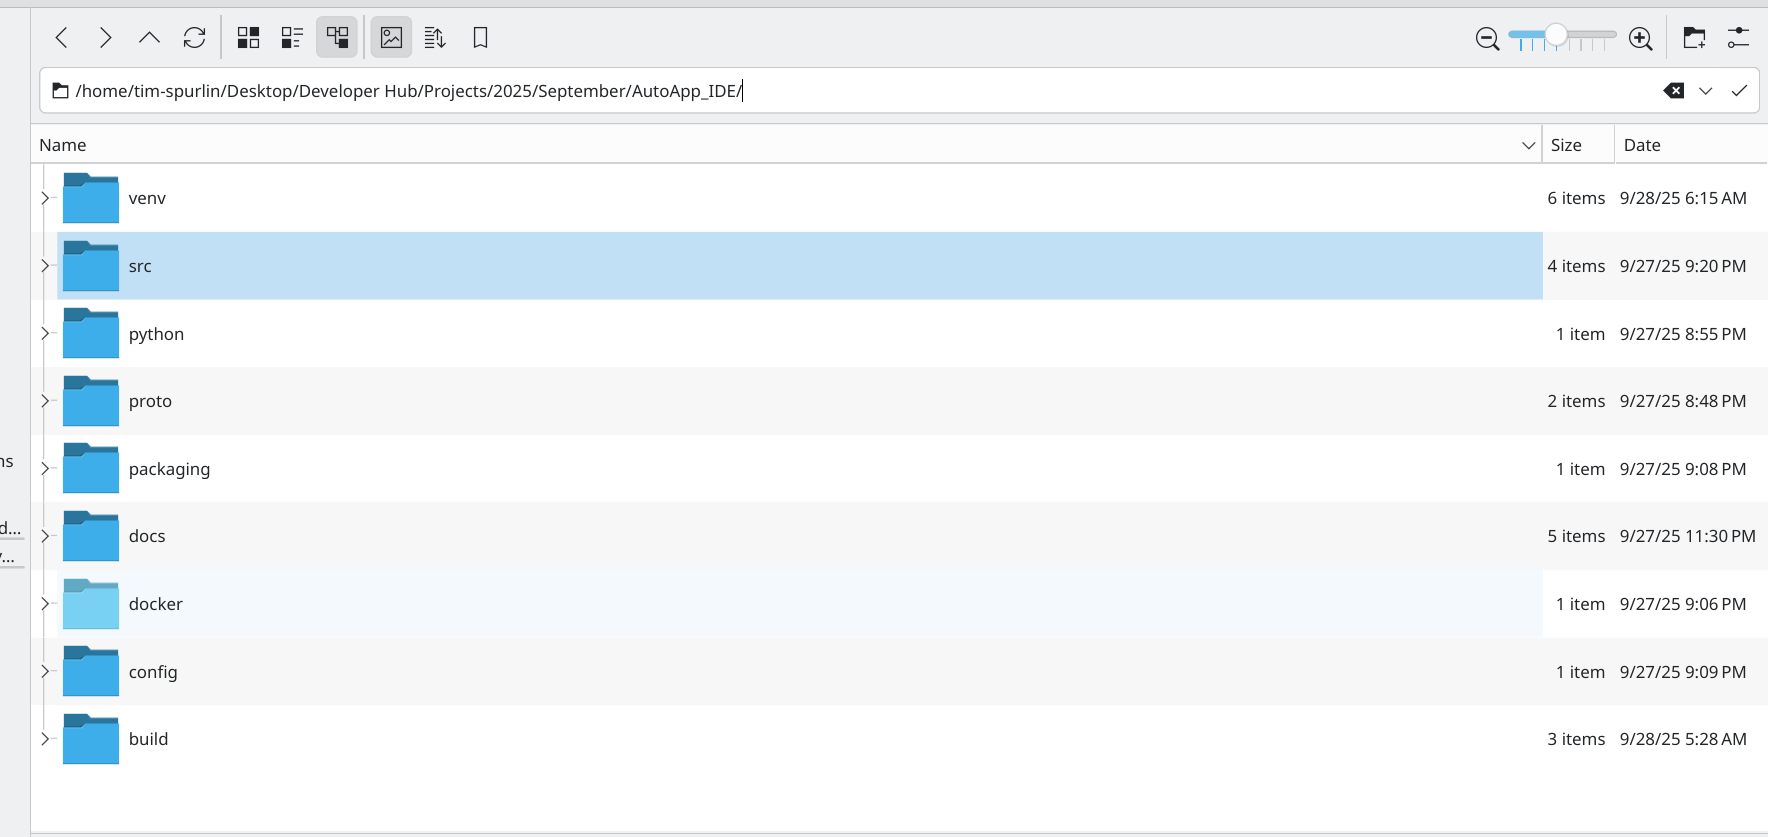 /home/tim-spurlin/Desktop/Developer Hub/Projects/2025/September/AutoApp_IDE/
Name Size Date
venv 6 items 9/28/25 6:15 AM
src 4 items 9/27/25 9:20 PM
python 1 item 9/27/25 8:55 PM
proto 2 items 9/27/25 8:48 PM
ns
packaging 1 item 9/27/25 9:08 PM
d...
docs 5 items 9/27/25 11:30 PM
docker 1 item 9/27/25 9:06 PM
config 1 item 9/27/25 9:09 PM
build 3 items 9/28/25 5:28 AM